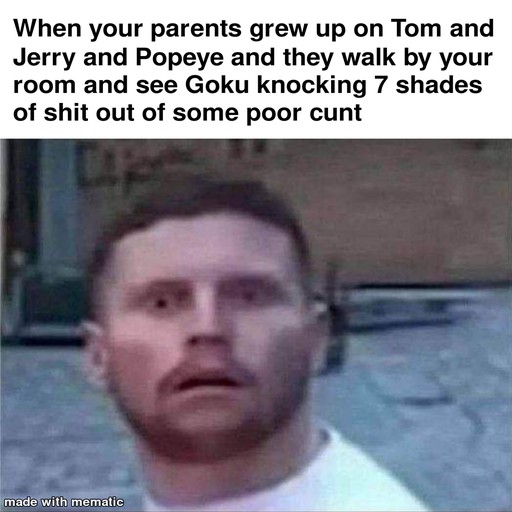 When your parents grew up on Tom and
Jerry and Popeye and they walk by your
room and see Goku knocking 7 shades
of shit out of some poor cunt
made with mematic